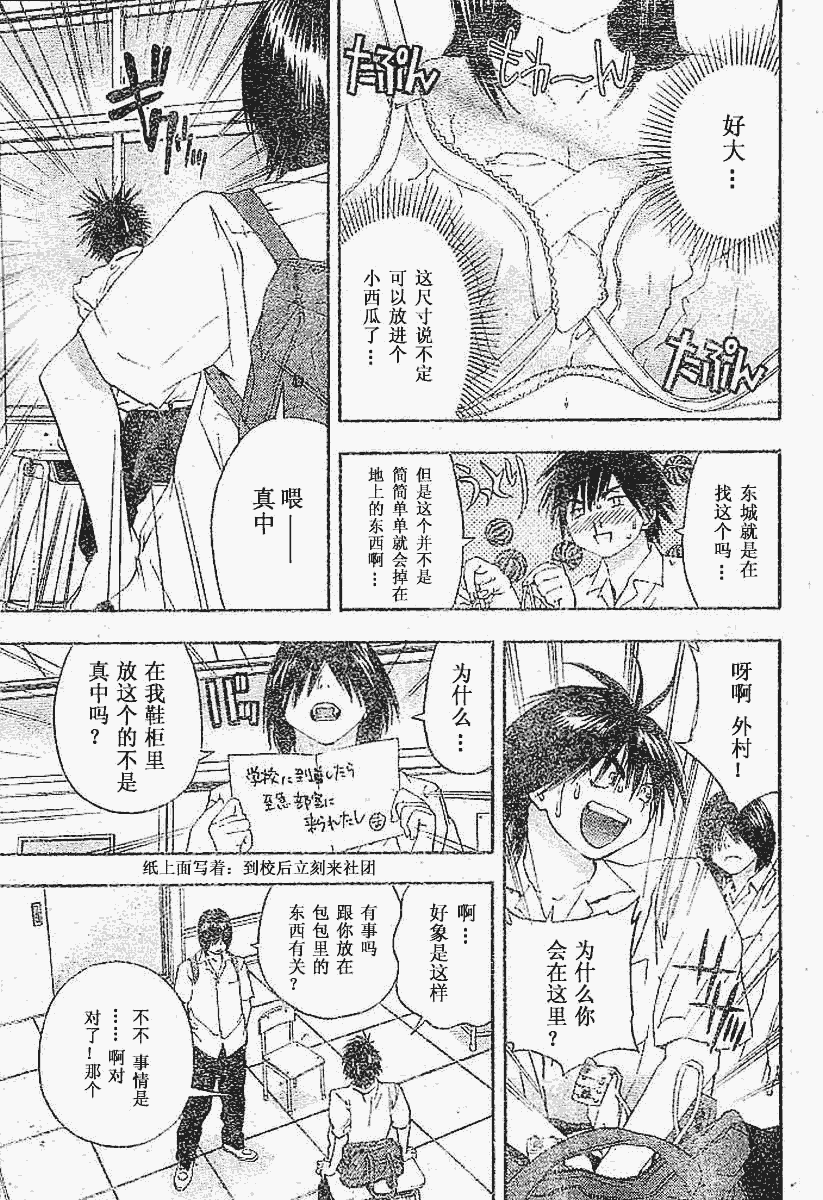 たぷん
もわ〜ん
好大…
这尺寸说不定
可以放进个
小西瓜了…
たぷん
ギグッ
喂——
真中
东城就是在
找这个吗…
うっとり
但是这个并不是
简简单单就会掉在
地上的东西啊…
呀啊 外村！
为什么你
会在这里？
为什么…
在我鞋柜里
放这个的不是
真中吗？
学校に到着したら
至急部室に
来られたし
纸上面写着：到校后立刻来社团
啊…
好象是这样
有事吗
跟你放在
包包里的
东西有关？
不不 事情是
…… 啊对
对了！那个